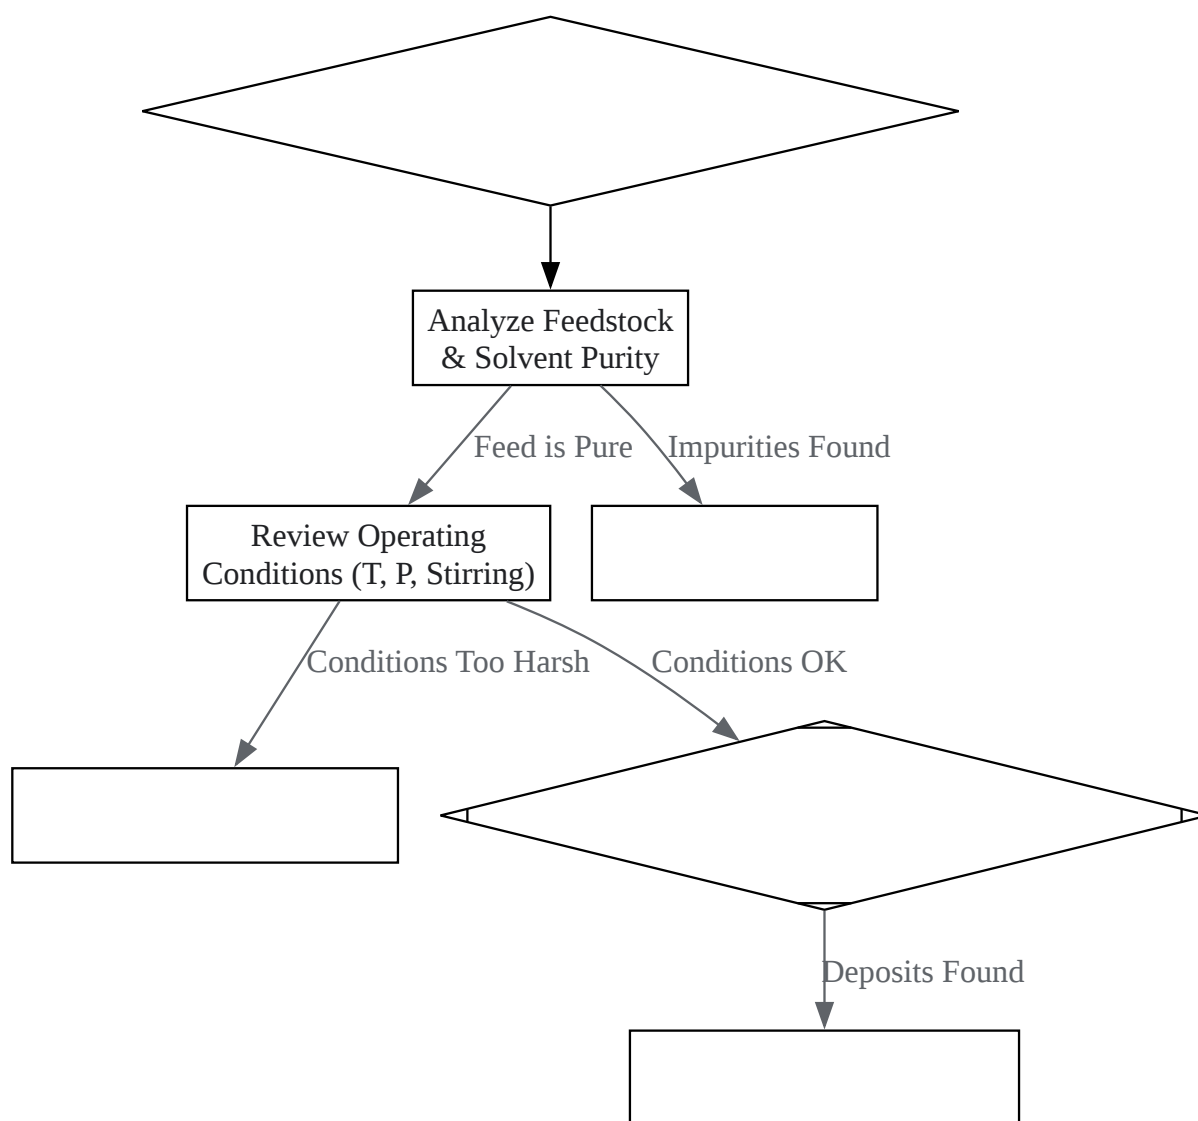 Analyze Feedstock
& Solvent Purity
Feed is Pure
Impurities Found
Review Operating
Conditions (T, P, Stirring)
Conditions Too Harsh
Conditions OK
Deposits Found